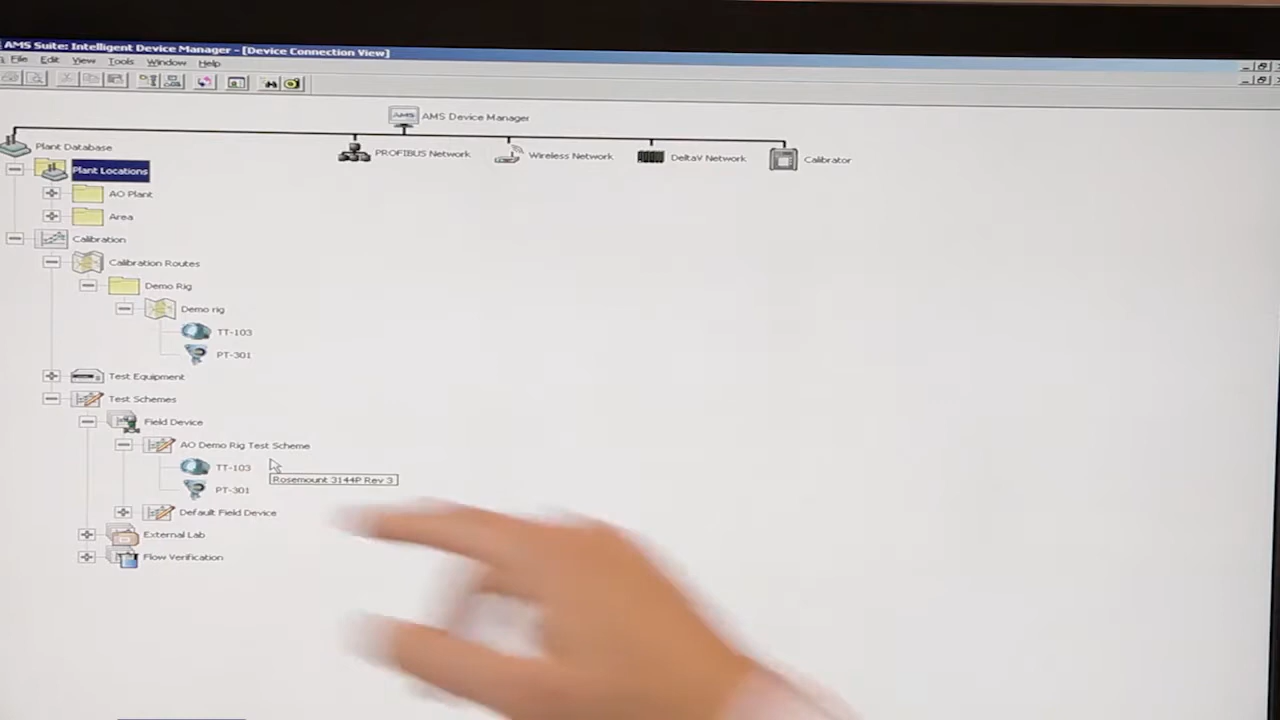 AMS Suite: Intelligent Device Manager - [Device Connection View]
File Edit View Tools Window Help
AMS AMS Device Manager
Plant Database
PROFIBUS Network
Wireless Network
DeltaV Network
Calibrator
Plant Locations
AO Plant
Area
Calibration
Calibration Routes
Demo Rig
Demo rig
TT-103
PT-301
Test Equipment
Test Schemes
Field Device
AO Demo Rig Test Scheme
TT-103
Rosemount 3144P Rev 3
PT-301
Default Field Device
External Lab
Flow Verification